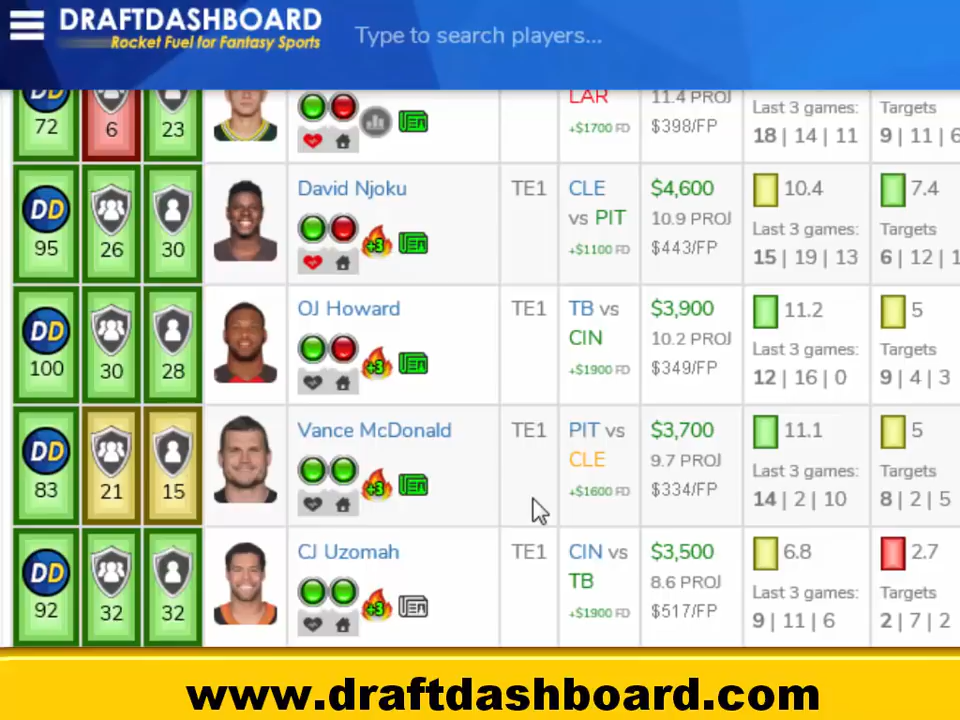 DRAFTDASHBOARD
Rocket Fuel for Fantasy Sports
Type to search players...
DD
72
6
23
LAR
+$1700 FD
11.4 PROJ
$398/FP
Last 3 games:
18 | 14 | 11
Targets
9 | 11 | 6
DD
95
26
30
David Njoku
+3
TE1
CLE
vs PIT
+$1100 FD
$4,600
10.9 PROJ
$443/FP
10.4
Last 3 games:
15 | 19 | 13
7.4
Targets
6 | 12 | 1
DD
100
30
28
OJ Howard
+3
TE1
TB vs
CIN
+$1900 FD
$3,900
10.2 PROJ
$349/FP
11.2
Last 3 games:
12 | 16 | 0
5
Targets
9 | 4 | 3
DD
83
21
15
Vance McDonald
+3
TE1
PIT vs
CLE
+$1600 FD
$3,700
9.7 PROJ
$334/FP
11.1
Last 3 games:
14 | 2 | 10
5
Targets
8 | 2 | 5
DD
92
32
32
CJ Uzomah
+3
TE1
CIN vs
TB
+$1900 FD
$3,500
8.6 PROJ
$517/FP
6.8
Last 3 games:
9 | 11 | 6
2.7
Targets
2 | 7 | 2
www.draftdashboard.com